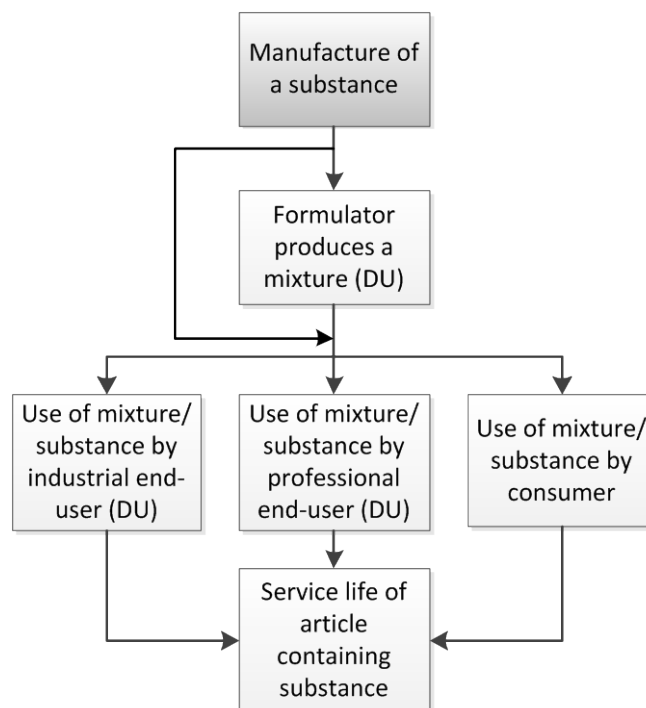 Manufacture of
a substance
Formulator
produces a
mixture (DU)
Use of mixture/
substance by
industrial end-
user (DU)
Use of mixture/
substance by
professional
end-user (DU)
Use of mixture/
substance by
consumer
Service life of
article
containing
substance